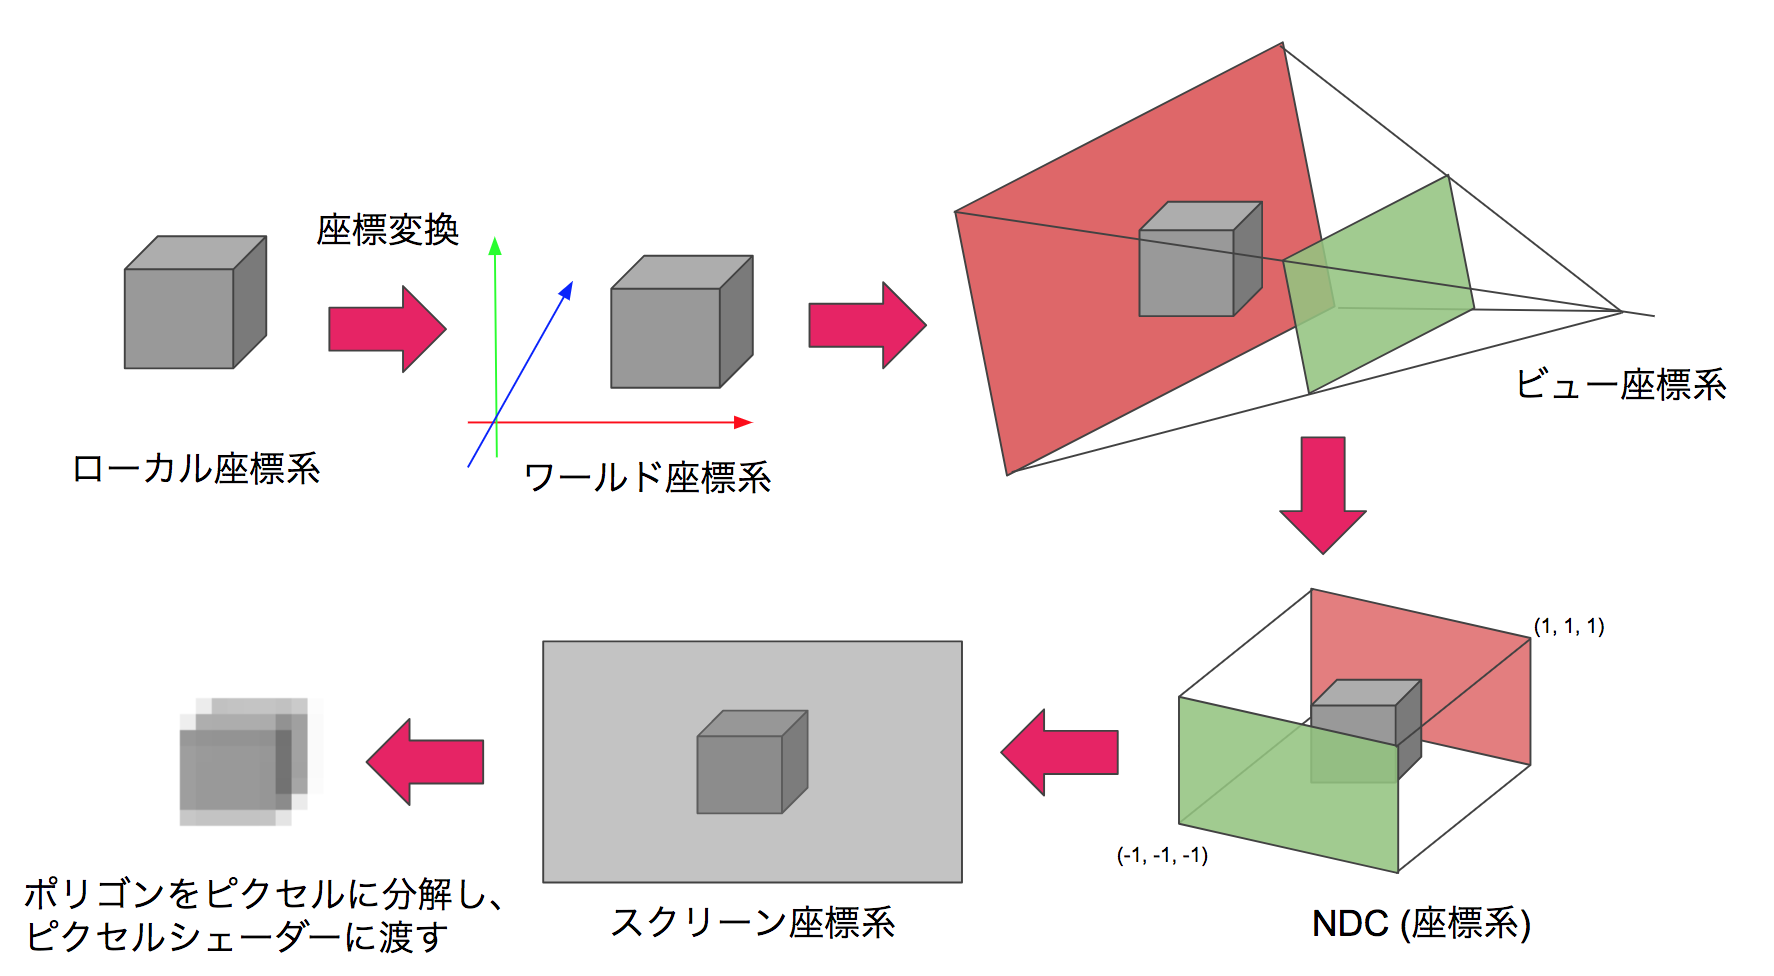 座標変換
ローカル座標系
ワールド座標系
ビュー座標系
(1, 1, 1)
(-1, -1, -1)
NDC (座標系)
スクリーン座標系
ポリゴンをピクセルに分解し、
ピクセルシェーダーに渡す